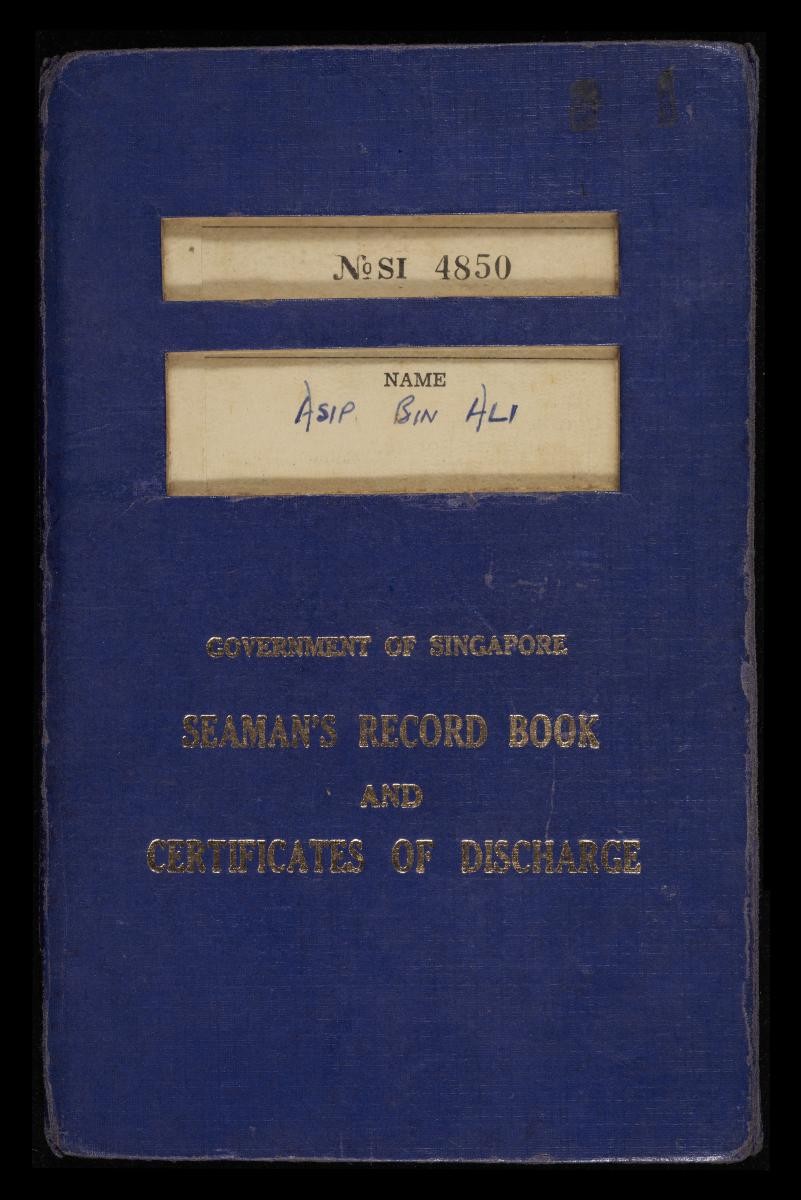 № SI 4850
NAME
ASIP BIN ALI
GOVERNMENT OF SINGAPORE
SEAMAN'S RECORD BOOK
AND
CERTIFICATES OF DISCHARGE